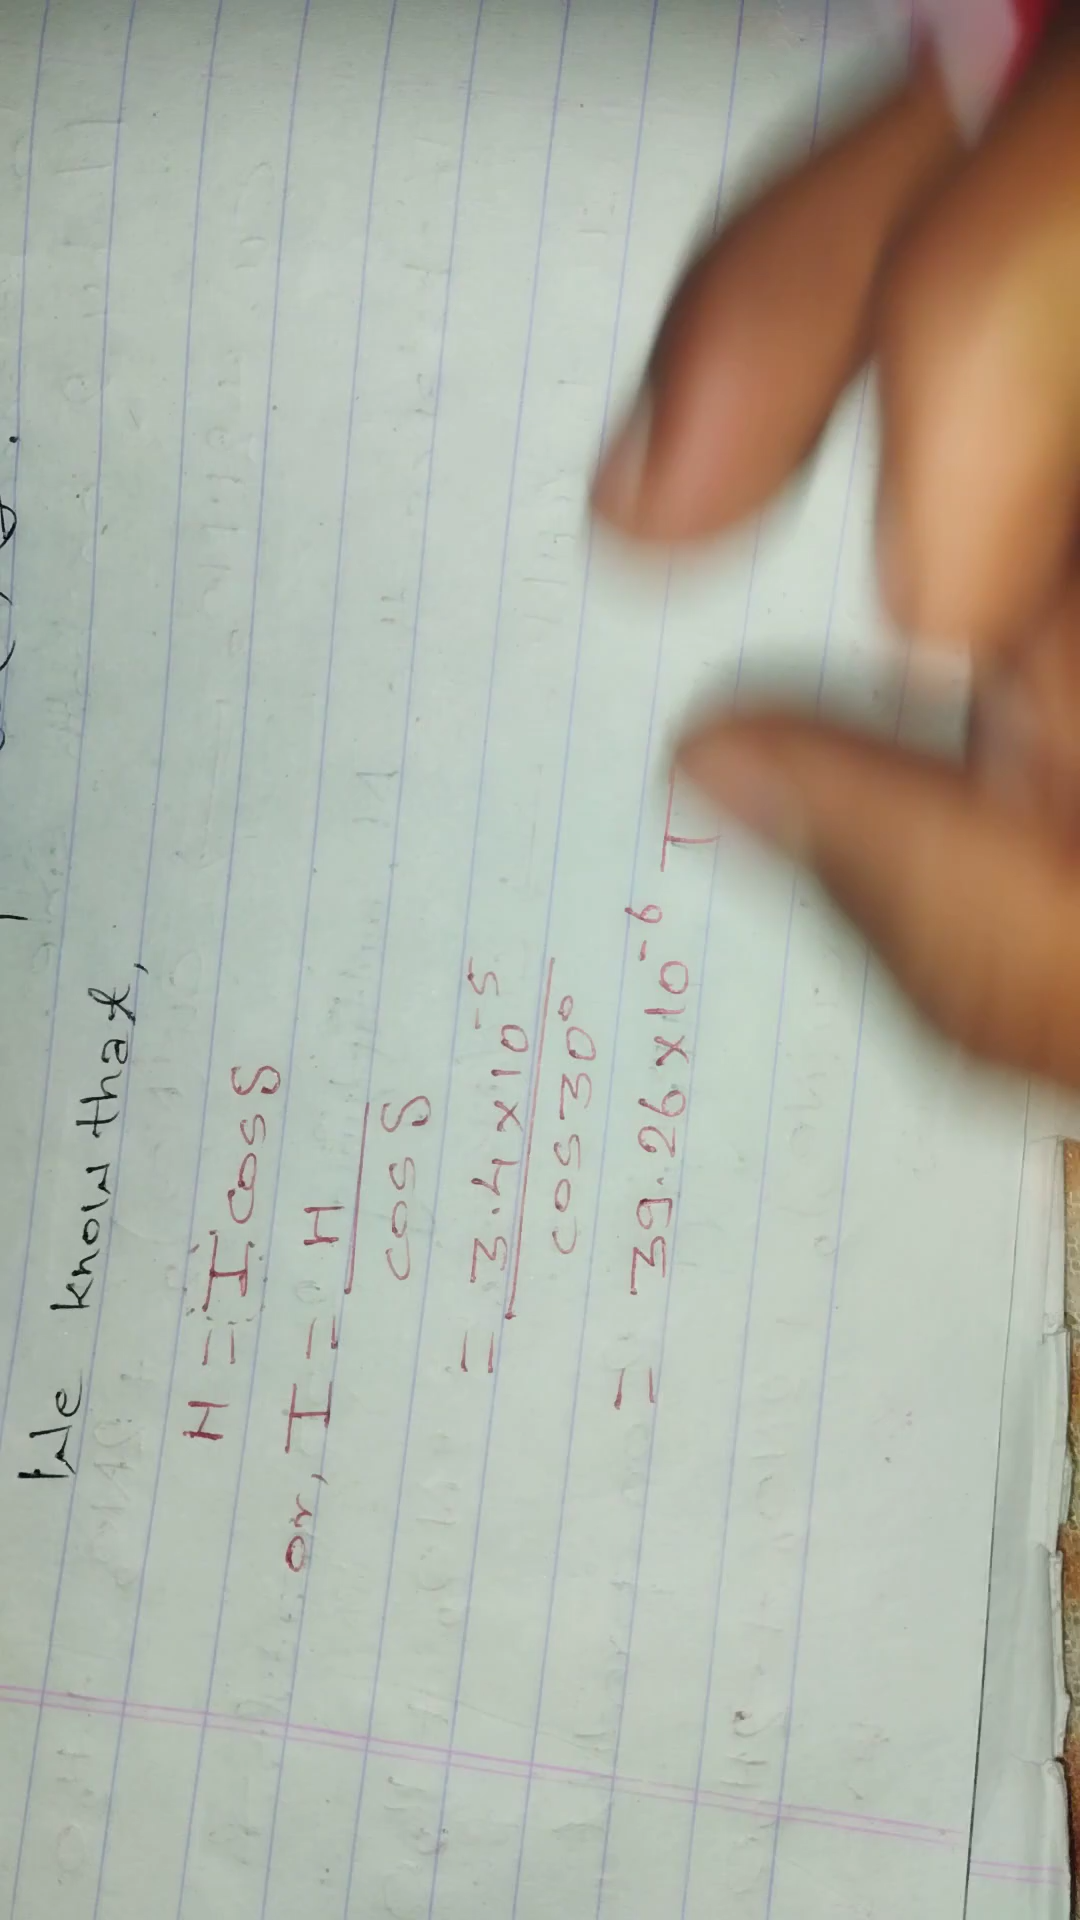 We know that,
H = I cos δ
or, I = H / cos δ
= 3.4 × 10⁻⁵ / cos 30°
= 39.26 × 10⁻⁶ T